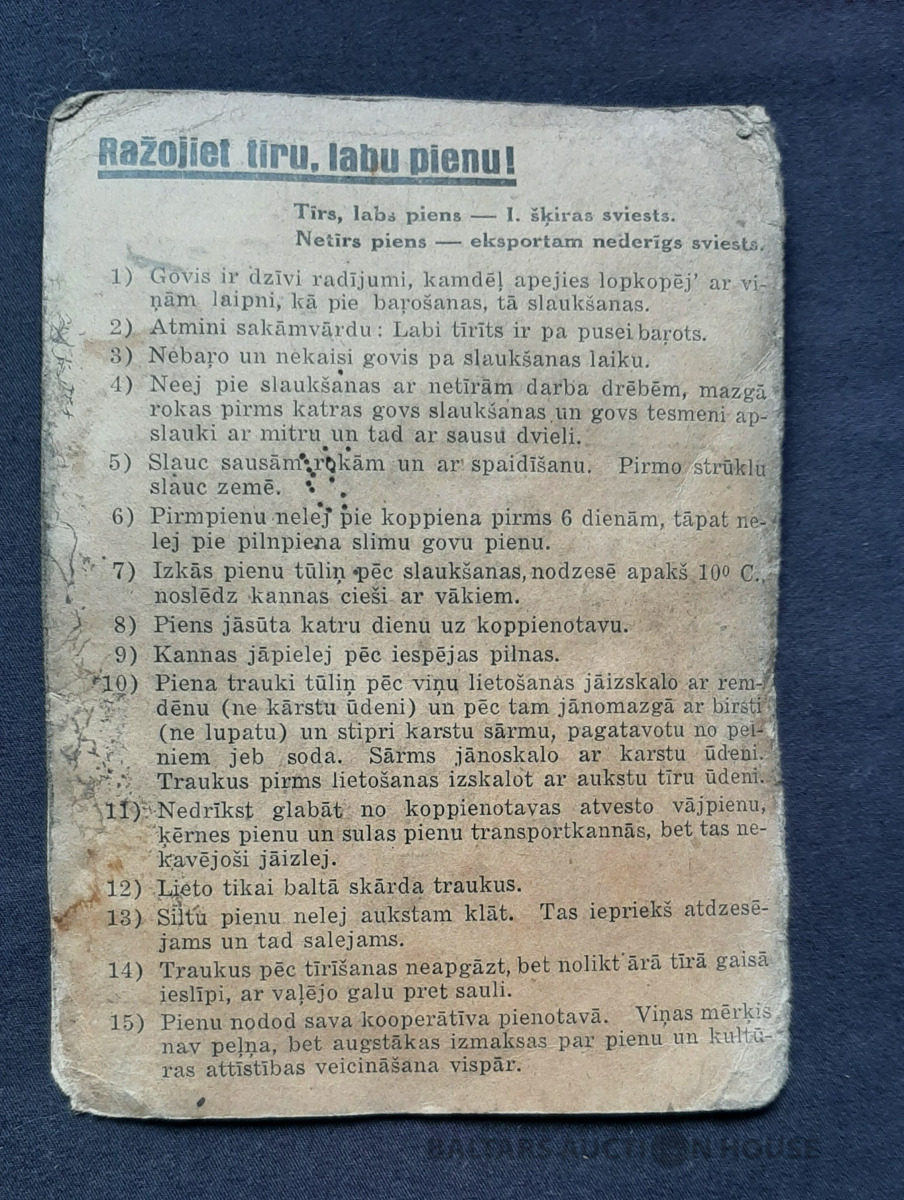 Ražojiet tīru, labu pienu!
Tīrs, labs piens — I. šķiras sviests.
Netīrs piens — eksportam nederīgs sviests.
1) Govis ir dzīvi radījumi, kamdēļ apejies lopkopēj’ ar vi-
ņām laipni, kā pie baŗošanas, tā slaukšanas.
2) Atmini sakāmvārdu: Labi tīrīts ir pa pusei baŗots.
3) Nebaŗo un nekaisi govis pa slaukšanas laiku.
4) Neej pie slaukšanas ar netīrām darba drēbēm, mazgā
rokas pirms katras govs slaukšanas un govs tesmeni ap-
slauki ar mitru un tad ar sausu dvieli.
5) Slauc sausām rokām un ar spaidīšanu. Pirmo strūklu
slauc zemē.
6) Pirmpienu nelej pie koppiena pirms 6 dienām, tāpat ne-
lej pie pilnpiena slimu govu pienu.
7) Izkās pienu tūliņ pēc slaukšanas, nodzesē apakš 10⁰ C.,
noslēdz kannas cieši ar vākiem.
8) Piens jāsūta katru dienu uz koppienotavu.
9) Kannas jāpielej pēc iespējas pilnas.
10) Piena trauki tūliņ pēc viņu lietošanas jāizskalo ar rem-
dēnu (ne kārstu ūdeni) un pēc tam jānomazgā ar birsti
(ne lupatu) un stipri karstu sārmu, pagatavotu no pel-
niem jeb soda. Sārms jānoskalo ar karstu ūdeni.
Traukus pirms lietošanas izskalot ar aukstu tīru ūdeni.
11) Nedrīkst glabāt no koppienotavas atvesto vājpienu,
ķērnes pienu un sulas pienu transportkannās, bet tas ne-
kavējoši jāizlej.
12) Lieto tikai baltā skārda traukus.
13) Siltu pienu nelej aukstam klāt. Tas iepriekš atdzesē-
jams un tad salejams.
14) Traukus pēc tīrīšanas neapgāzt, bet nolikt ārā tīrā gaisā
ieslīpi, ar vaļējo galu pret sauli.
15) Pienu nodod sava kooperātīva pienotavā. Viņas mērķis
nav peļņa, bet augstākas izmaksas par pienu un kultū-
ras attīstības veicināšana vispār.
BALTARS AUCTION HOUSE